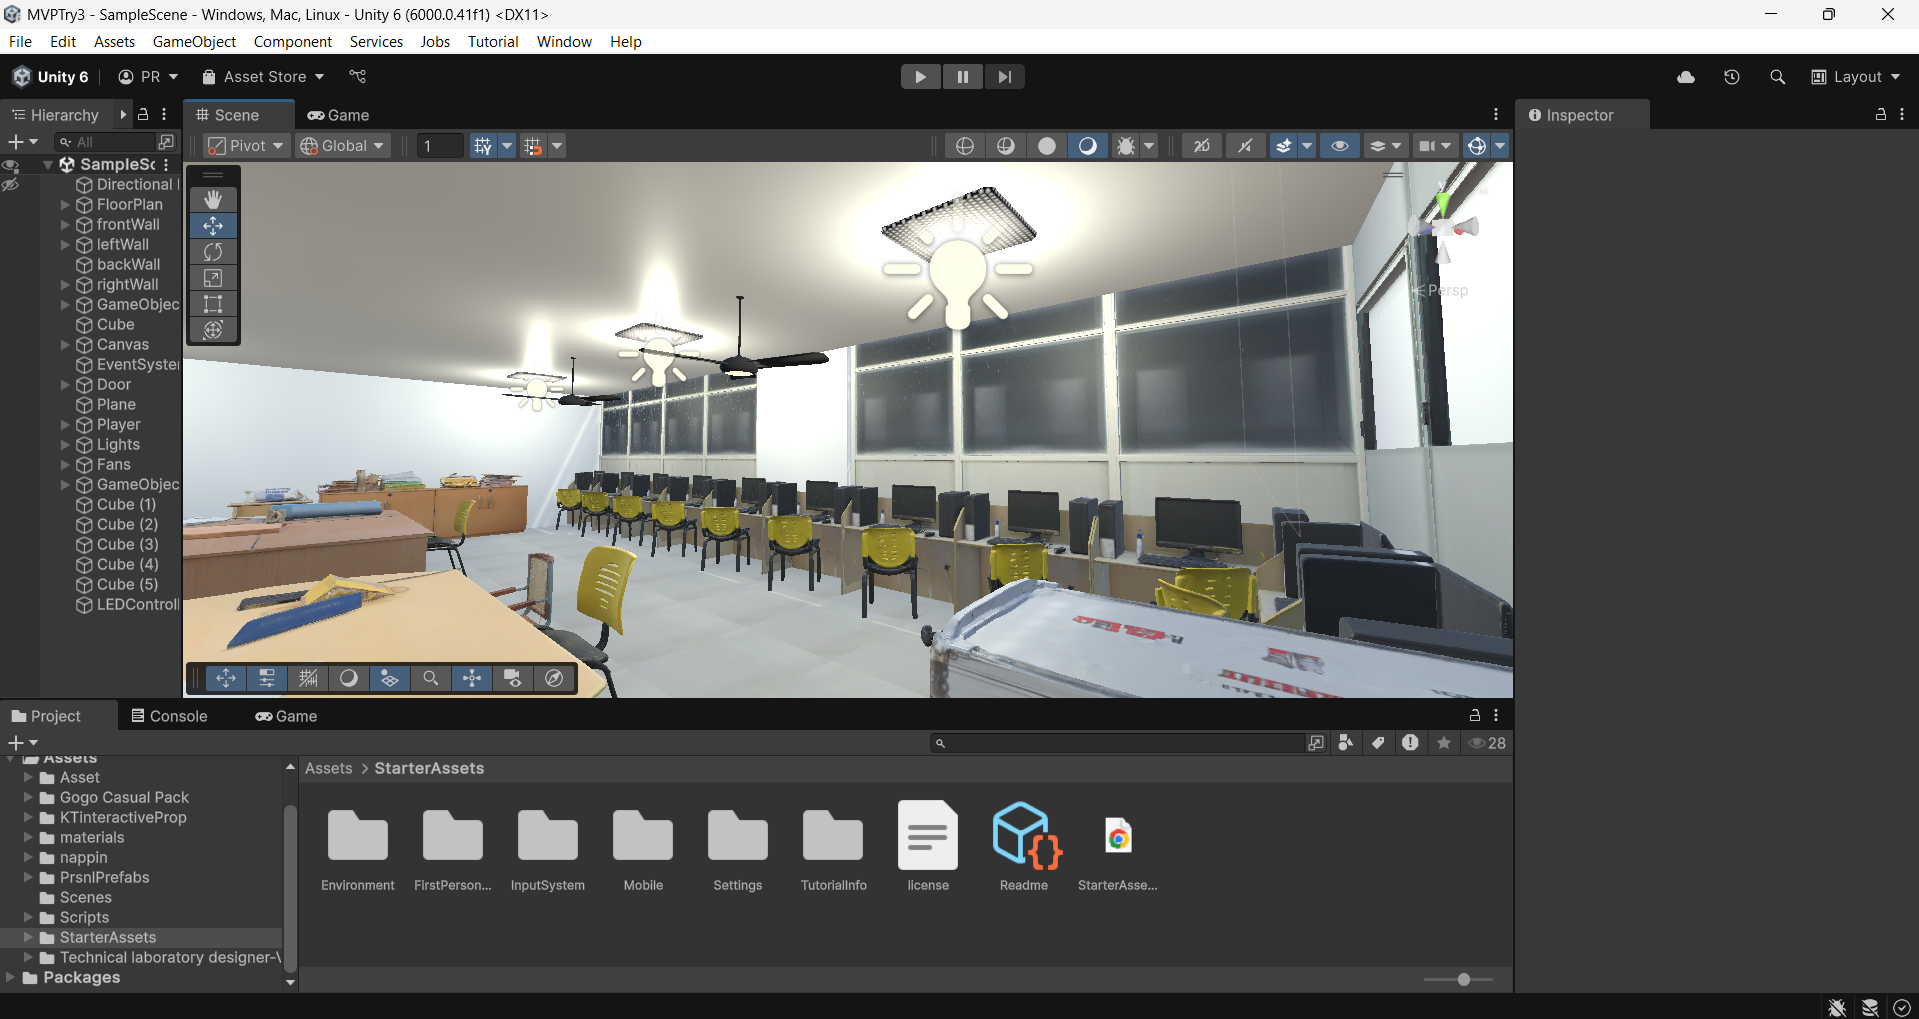 MVPTry3 - SampleScene - Windows, Mac, Linux - Unity 6 (6000.0.41f1) <DX11>
File Edit Assets GameObject Component Services Jobs Tutorial Window Help
Unity 6 PR Asset Store Layout
Hierarchy
All
SampleSc
Directional
FloorPlan
frontWall
leftWall
backWall
rightWall
GameObjec
Cube
Canvas
EventSyste
Door
Plane
Player
Lights
Fans
GameObjec
Cube (1)
Cube (2)
Cube (3)
Cube (4)
Cube (5)
LEDControl
Scene Game
Pivot Global 1 2D
y
Persp
Inspector
Project Console Game
28
Assets
Asset
Gogo Casual Pack
KTinteractiveProp
materials
nappin
PrsnlPrefabs
Scenes
Scripts
StarterAssets
Technical laboratory designer-\
Packages
Assets > StarterAssets
Environment FirstPerson... InputSystem Mobile Settings TutorialInfo license Readme StarterAsse...